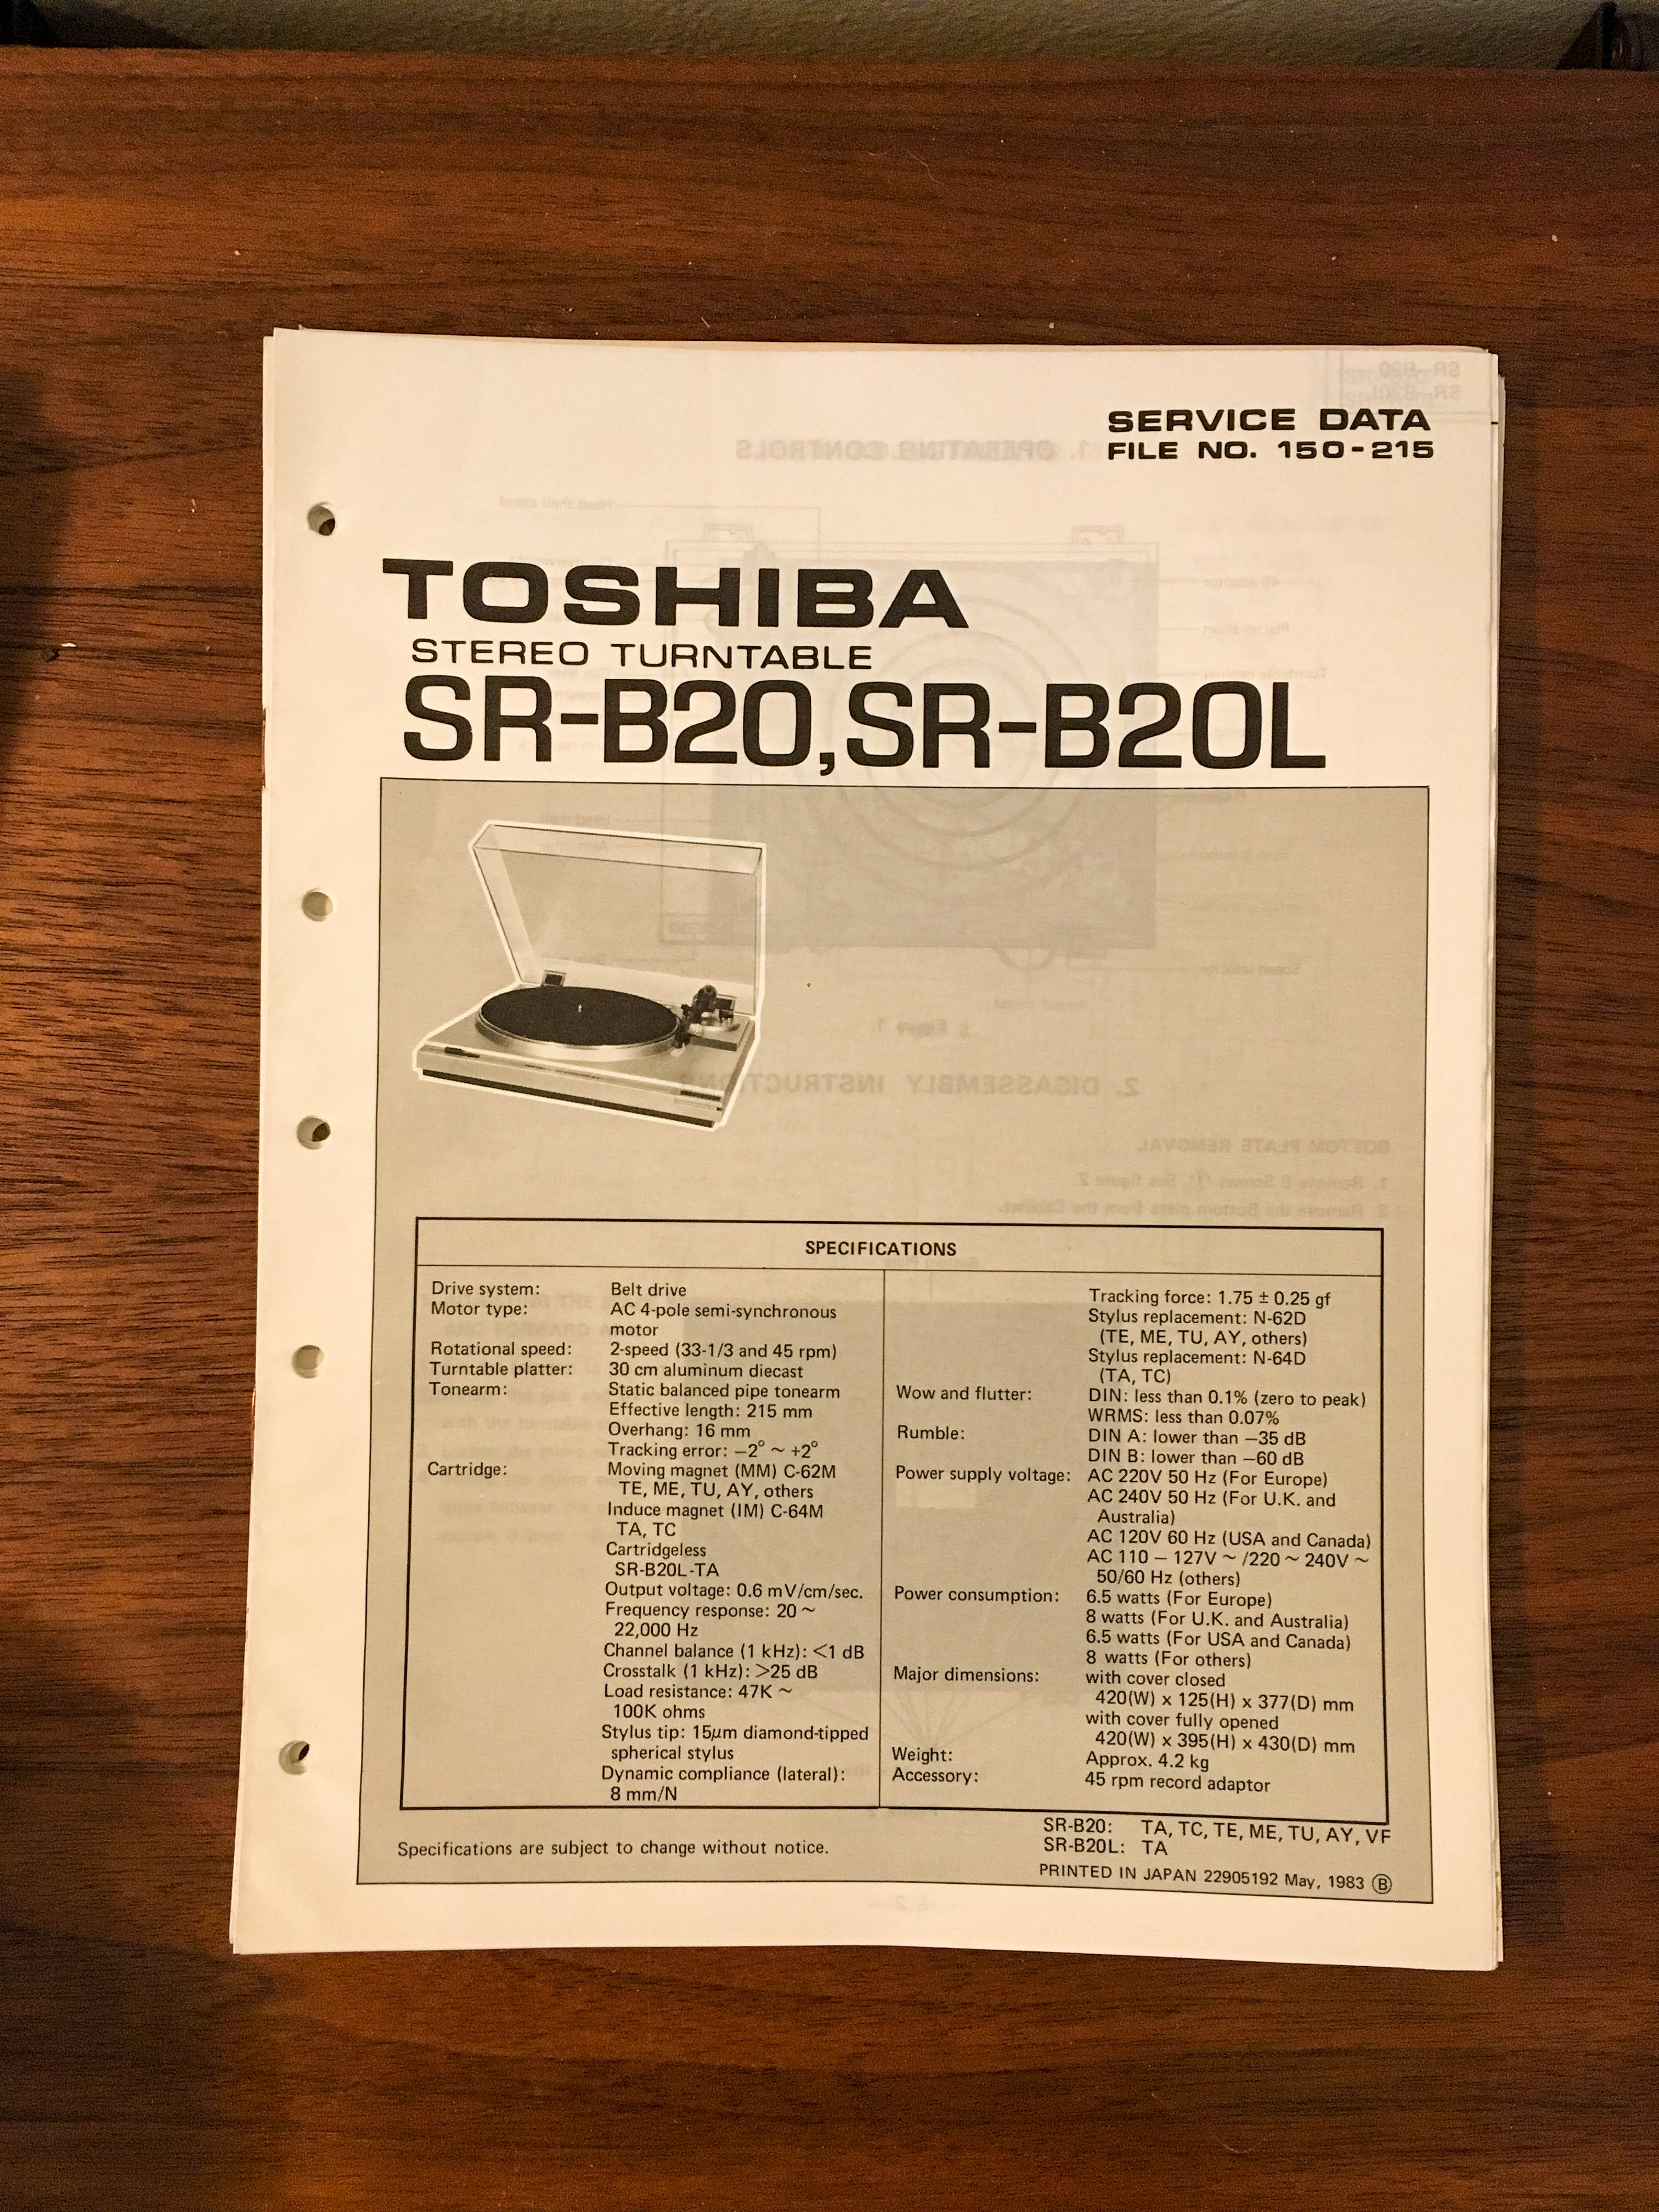 SERVICE DATA
FILE NO. 150-215
TOSHIBA
STEREO TURNTABLE
SR-B20, SR-B20L
SPECIFICATIONS
Drive system: Belt drive
Motor type: AC 4-pole semi-synchronous
motor
Rotational speed: 2-speed (33-1/3 and 45 rpm)
Turntable platter: 30 cm aluminum diecast
Tonearm: Static balanced pipe tonearm
Effective length: 215 mm
Overhang: 16 mm
Tracking error: −2° ~ +2°
Cartridge: Moving magnet (MM) C-62M
TE, ME, TU, AY, others
Induce magnet (IM) C-64M
TA, TC
Cartridgeless
SR-B20L-TA
Output voltage: 0.6 mV/cm/sec.
Frequency response: 20 ~
22,000 Hz
Channel balance (1 kHz): <1 dB
Crosstalk (1 kHz): >25 dB
Load resistance: 47K ~
100K ohms
Stylus tip: 15μm diamond-tipped
spherical stylus
Dynamic compliance (lateral):
8 mm/N
Tracking force: 1.75 ± 0.25 gf
Stylus replacement: N-62D
(TE, ME, TU, AY, others)
Stylus replacement: N-64D
(TA, TC)
Wow and flutter: DIN: less than 0.1% (zero to peak)
WRMS: less than 0.07%
Rumble: DIN A: lower than −35 dB
DIN B: lower than −60 dB
Power supply voltage: AC 220V 50 Hz (For Europe)
AC 240V 50 Hz (For U.K. and
Australia)
AC 120V 60 Hz (USA and Canada)
AC 110 − 127V ~ /220 ~ 240V ~
50/60 Hz (others)
Power consumption: 6.5 watts (For Europe)
8 watts (For U.K. and Australia)
6.5 watts (For USA and Canada)
8 watts (For others)
Major dimensions: with cover closed
420(W) x 125(H) x 377(D) mm
with cover fully opened
420(W) x 395(H) x 430(D) mm
Weight: Approx. 4.2 kg
Accessory: 45 rpm record adaptor
Specifications are subject to change without notice.
SR-B20: TA, TC, TE, ME, TU, AY, VF
SR-B20L: TA
PRINTED IN JAPAN 22905192 May, 1983 Ⓑ